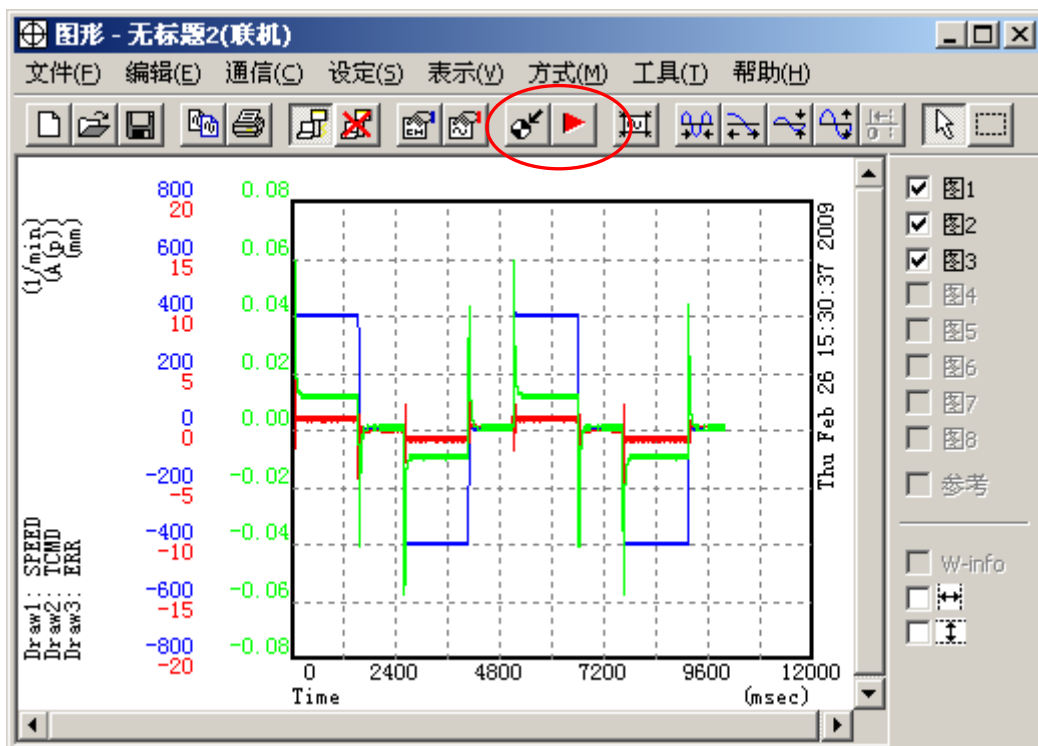 图形 - 无标题2(联机)
文件(F) 编辑(E) 通信(C) 设定(S) 表示(V) 方式(M) 工具(T) 帮助(H)
(1/min)
(A (p))
(mm)
800 0.08
20
600 0.06
15
400 0.04
10
200 0.02
5
0 0.00
0
-200 -0.02
-5
-400 -0.04
-10
-600 -0.06
-15
-800 -0.08
-20
0 2400 4800 7200 9600 12000
Time (msec)
Draw1: SPEED
Draw2: TCMD
Draw3: ERR
Thu Feb 26 15:30:37 2009
图1
图2
图3
图4
图5
图6
图7
图8
参考
W-info